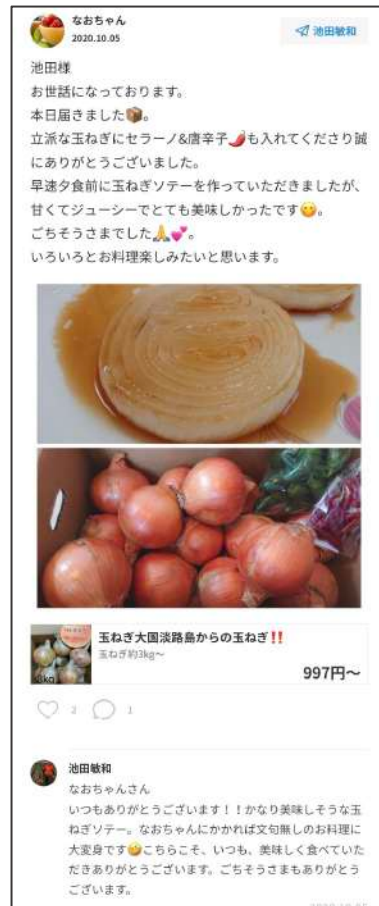 なおちゃん
2020.10.05
池田敏和
池田様
お世話になっております。
本日届きました📦。
立派な玉ねぎにセラーノ&唐辛子🌶️も入れてくださり誠
にありがとうございました。
早速夕食前に玉ねぎソテーを作っていただきましたが、
甘くてジューシーでとても美味しかったです😋。
ごちそうさまでした🙏💕。
いろいろとお料理楽しみたいと思います。
玉ねぎ大国淡路島からの玉ねぎ‼️
玉ねぎ約3kg〜
997円〜
2
1
池田敏和
なおちゃんさん
いつもありがとうございます！！かなり美味しそうな玉
ねぎソテー。なおちゃんにかかれば文句無しのお料理に
大変身です😋こちらこそ、いつも、美味しく食べていた
だきありがとうございます。ごちそうさまもありがとう
ございます。
2020.10.05